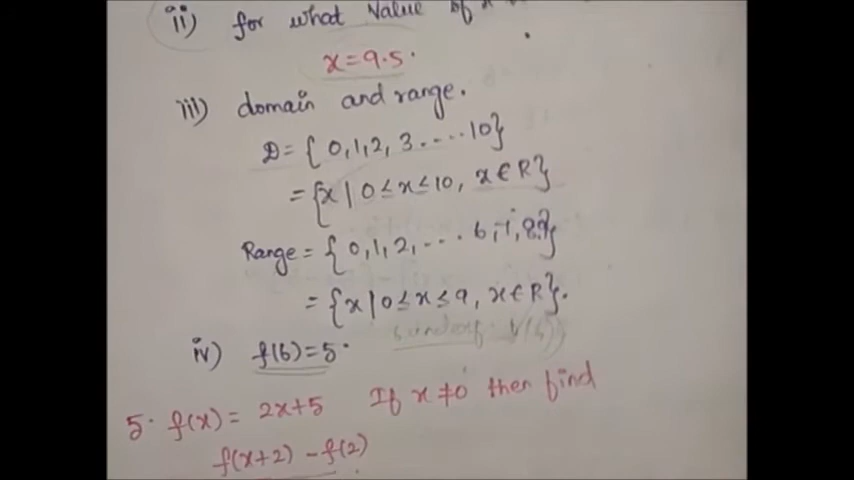 ii) for what value of x
x=9.5.
iii) domain and range.
D={0,1,2,3....10}
={x|0≤x≤10, x∈R}
Range={0,1,2,...6,7,8,9}
={x|0≤x≤9, x∈R}.
iv) f(6)=5.
5. f(x)= 2x+5 If x≠0 then find
f(x+2) -f(2)